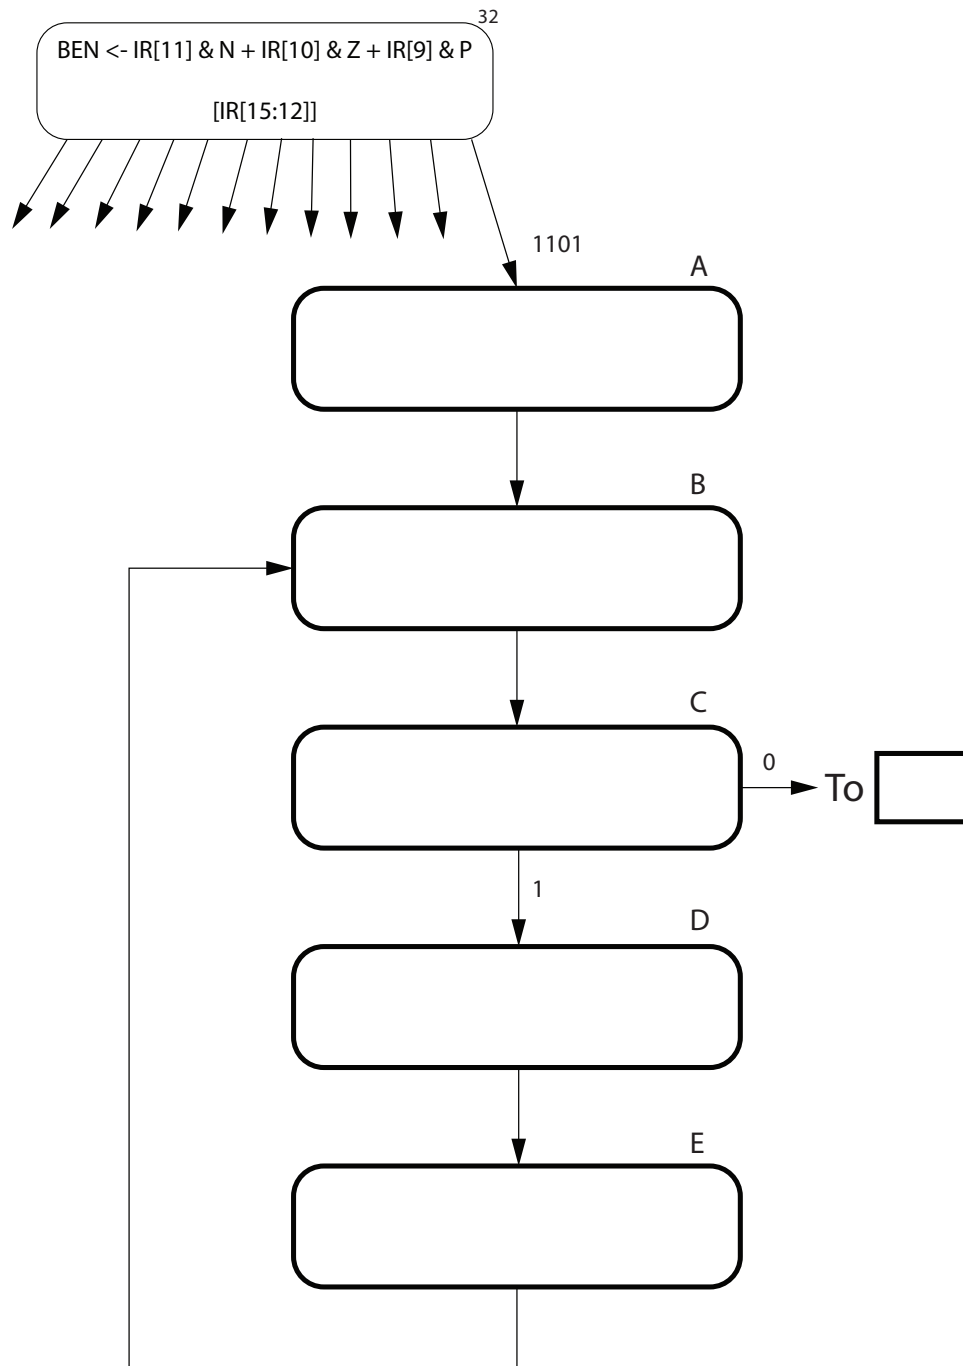 32
BEN <- IR[11] & N + IR[10] & Z + IR[9] & P
[IR[15:12]]
1101
A
B
C
0
To
1
D
E